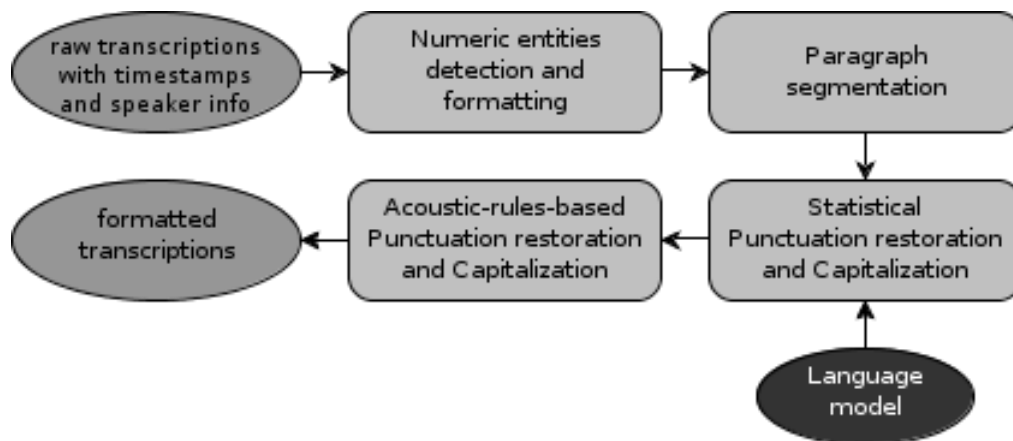 raw transcriptions
with timestamps
and speaker info
Numeric entities
detection and
formatting
Paragraph
segmentation
formatted
transcriptions
Acoustic-rules-based
Punctuation restoration
and Capitalization
Statistical
Punctuation restoration
and Capitalization
Language
model